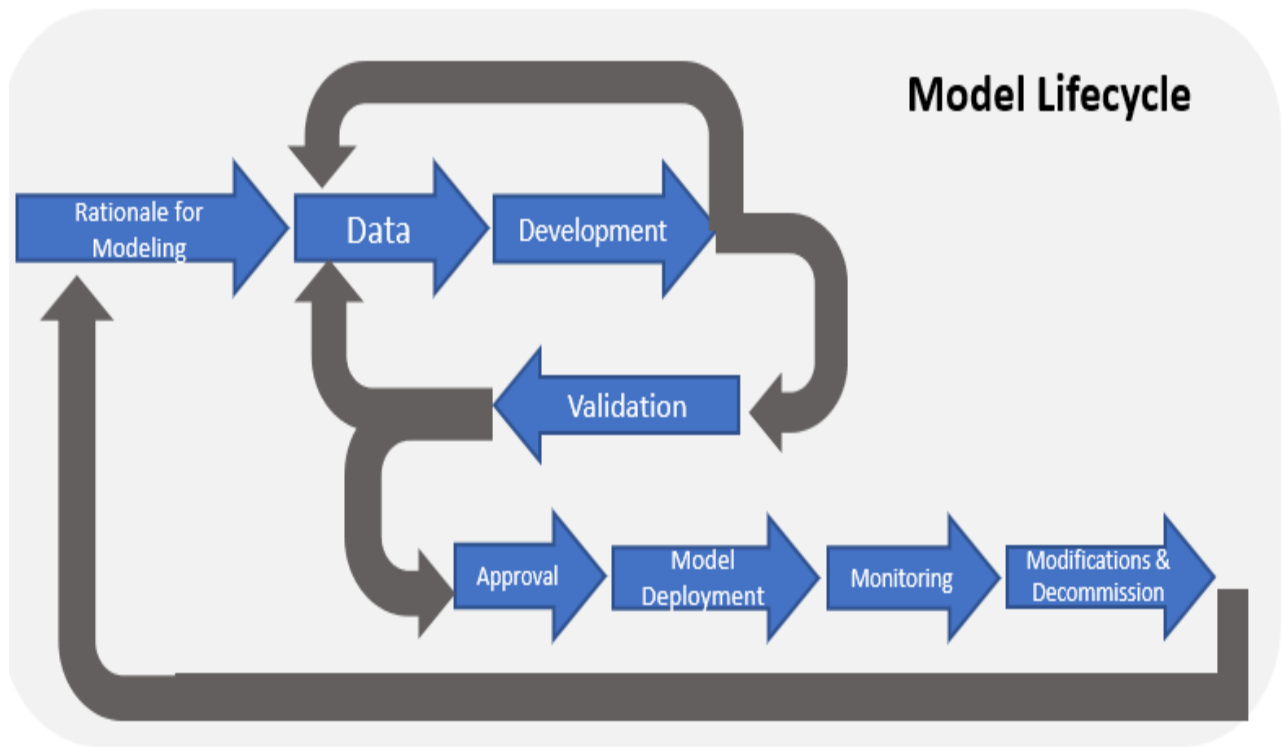 Model Lifecycle
Rationale for
Modeling
Data
Development
Validation
Approval
Model
Deployment
Monitoring
Modifications &
Decommission